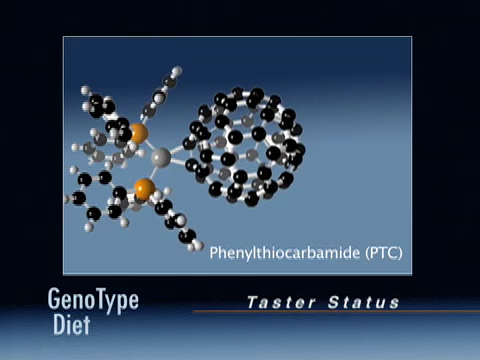 Phenylthiocarbamide (PTC)
GenoType
Diet
Taster Status